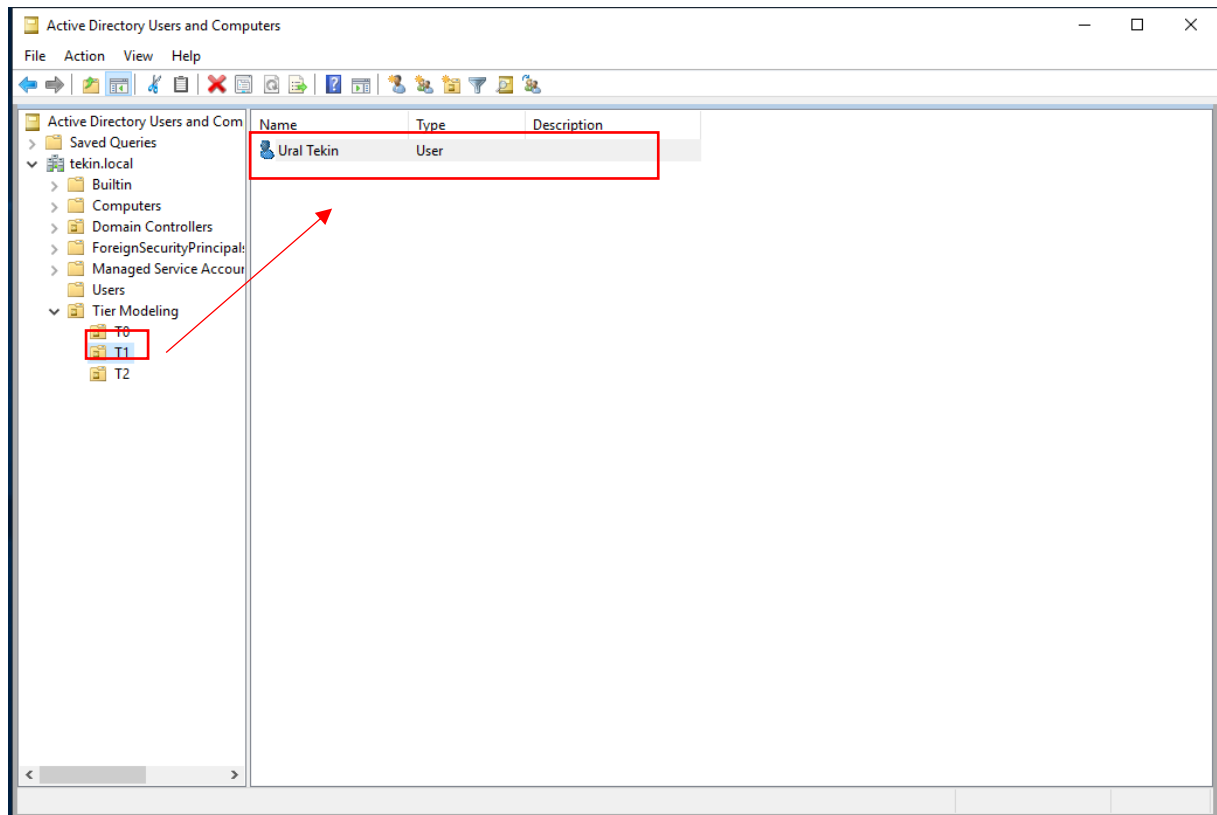 Active Directory Users and Computers
File Action View Help
Active Directory Users and Com
Name Type Description
Saved Queries
Ural Tekin User
tekin.local
Builtin
Computers
Domain Controllers
ForeignSecurityPrincipals
Managed Service Accour
Users
Tier Modeling
T0
T1
T2